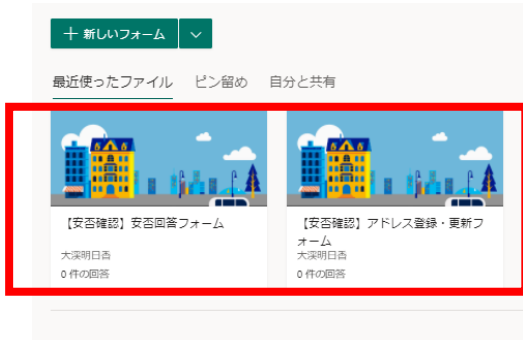 ＋ 新しいフォーム
最近使ったファイル ピン留め 自分と共有
【安否確認】安否回答フォーム
大深明日香
0 件の回答
【安否確認】アドレス登録・更新フ
ォーム
大深明日香
0 件の回答